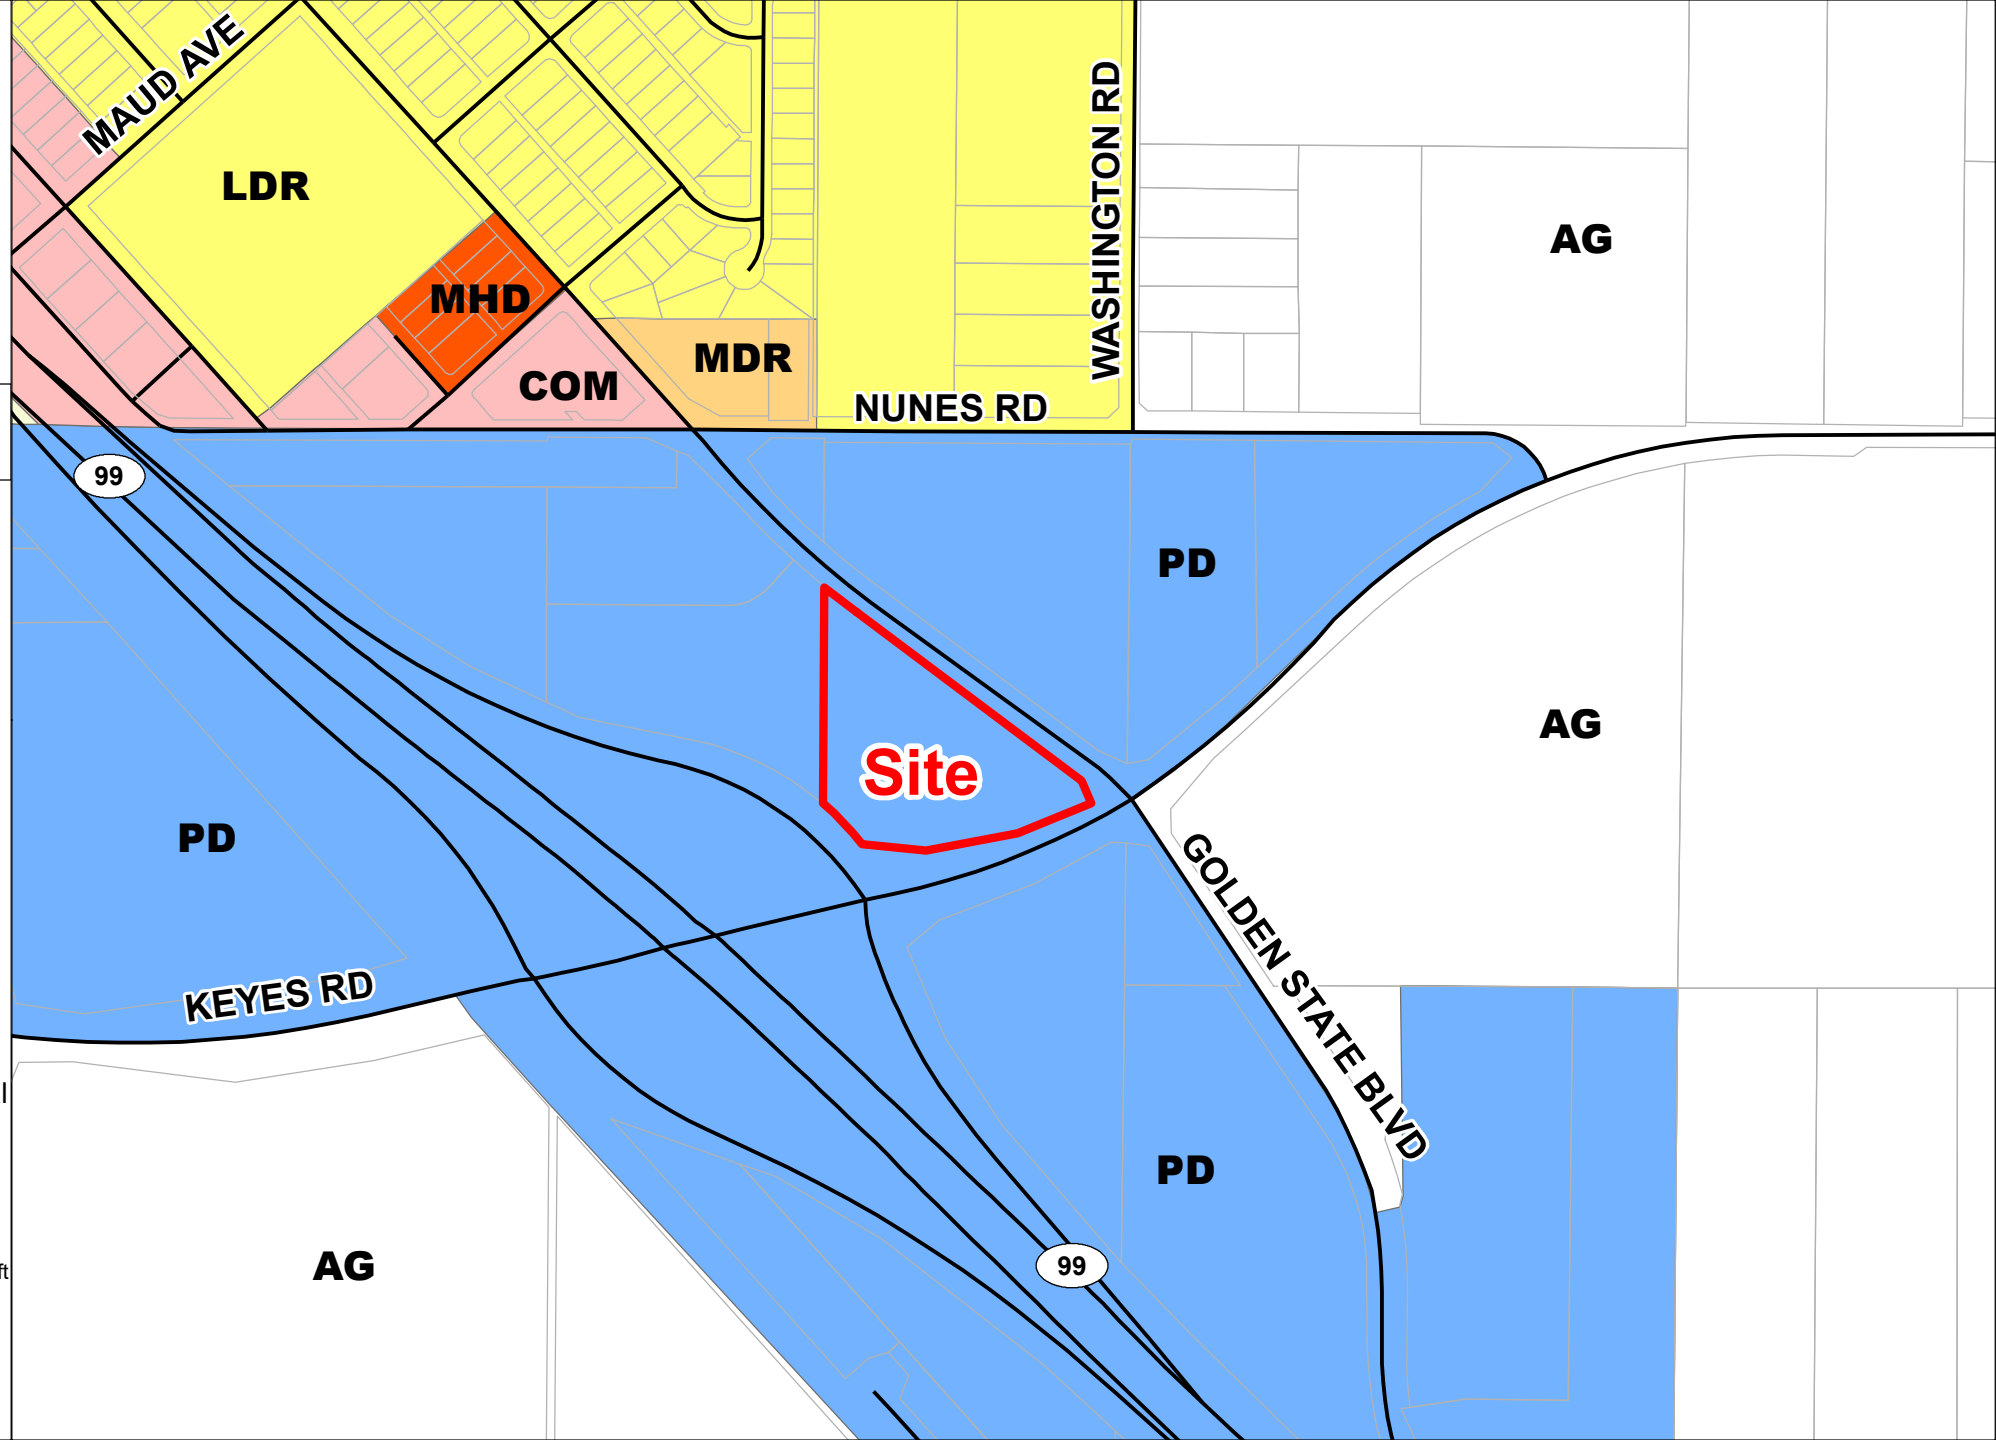 MAUD AVE
LDR
WASHINGTON RD
AG
MHD
MDR
COM
NUNES RD
99
PD
AG
Site
PD
GOLDEN STATE BLVD
KEYES RD
PD
AG
99
ft